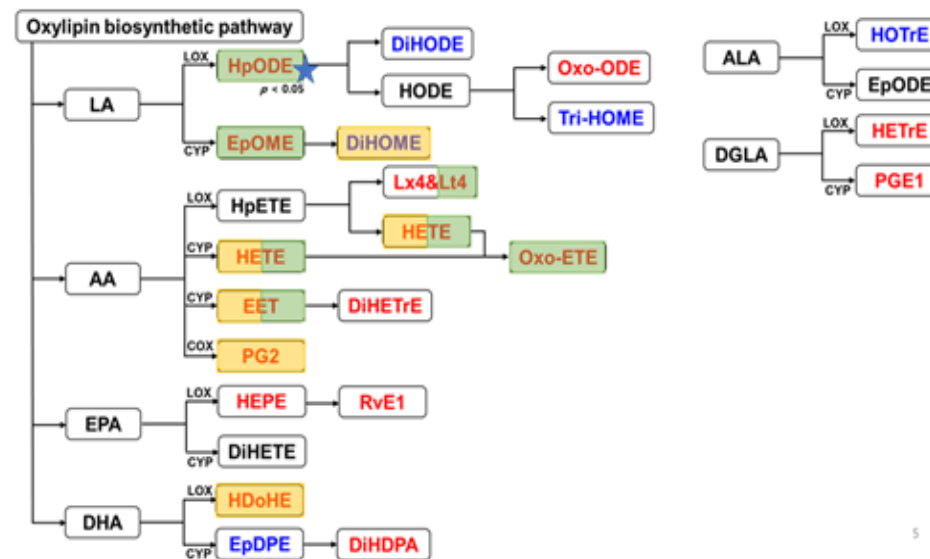 Oxylipin biosynthetic pathway
LA
LOX
HpODE
p < 0.05
DiHODE
HODE
Oxo-ODE
Tri-HOME
CYP
EpOME
DiHOME
AA
LOX
HpETE
Lx4&Lt4
HETE
CYP
HETE
Oxo-ETE
CYP
EET
DiHETrE
COX
PG2
EPA
LOX
HEPE
RvE1
CYP
DiHETE
DHA
LOX
HDoHE
CYP
EpDPE
DiHDPA
ALA
LOX
HOTrE
CYP
EpODE
DGLA
LOX
HETrE
CYP
PGE1
5